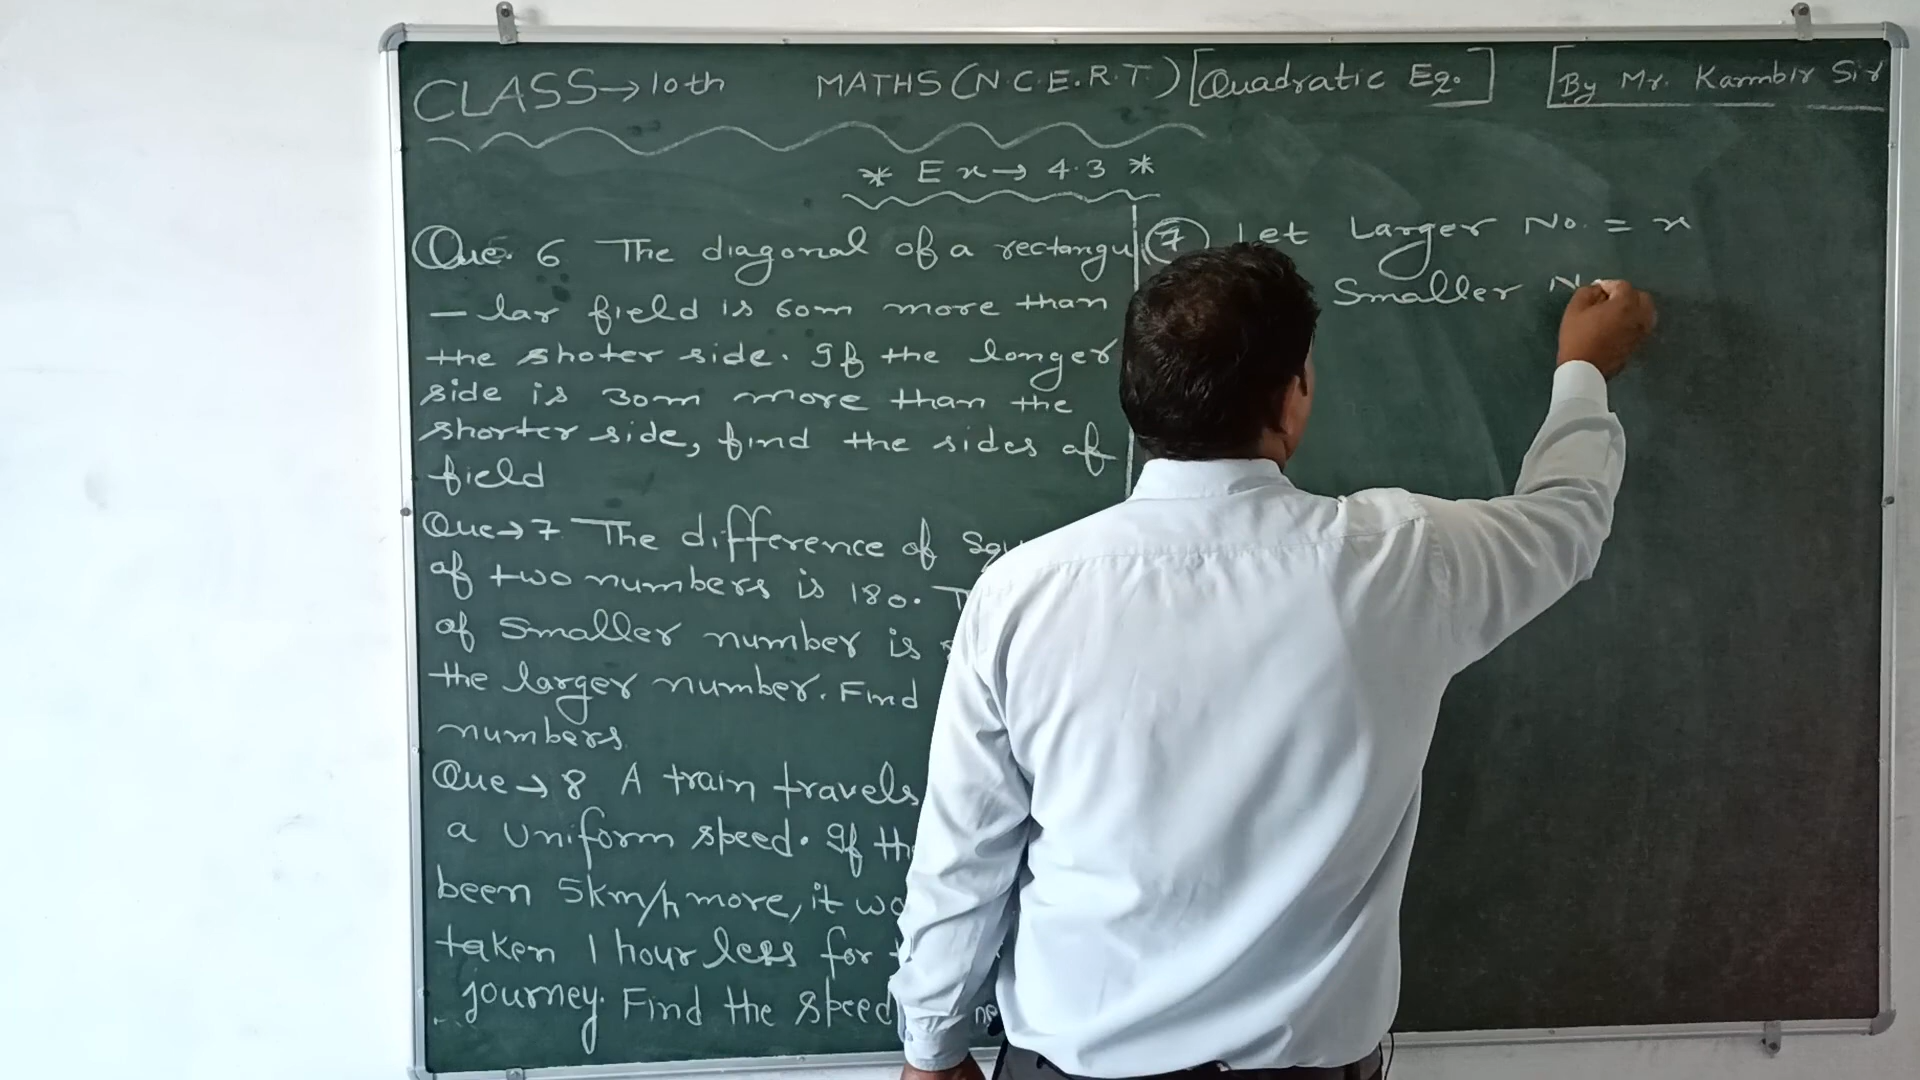 CLASS→10th MATHS (N.C.E.R.T) [Quadratic Eq.] [By Mr. Karmbir Sir
* Ex→ 4.3 *
Que. 6 The diagonal of a rectangu
— lar field is 60m more than
the shoter side. If the longer
side is 30m more than the
shorter side, find the sides of
field
Que→7 The difference of Squ
of two numbers is 180.
of Smaller number is
the larger number. Find
numbers.
Que→8 A train travels
a Uniform speed. If th
been 5km/h more, it wo
taken 1 hour less for
journey. Find the speed
7 Let Larger No. = x
Smaller N